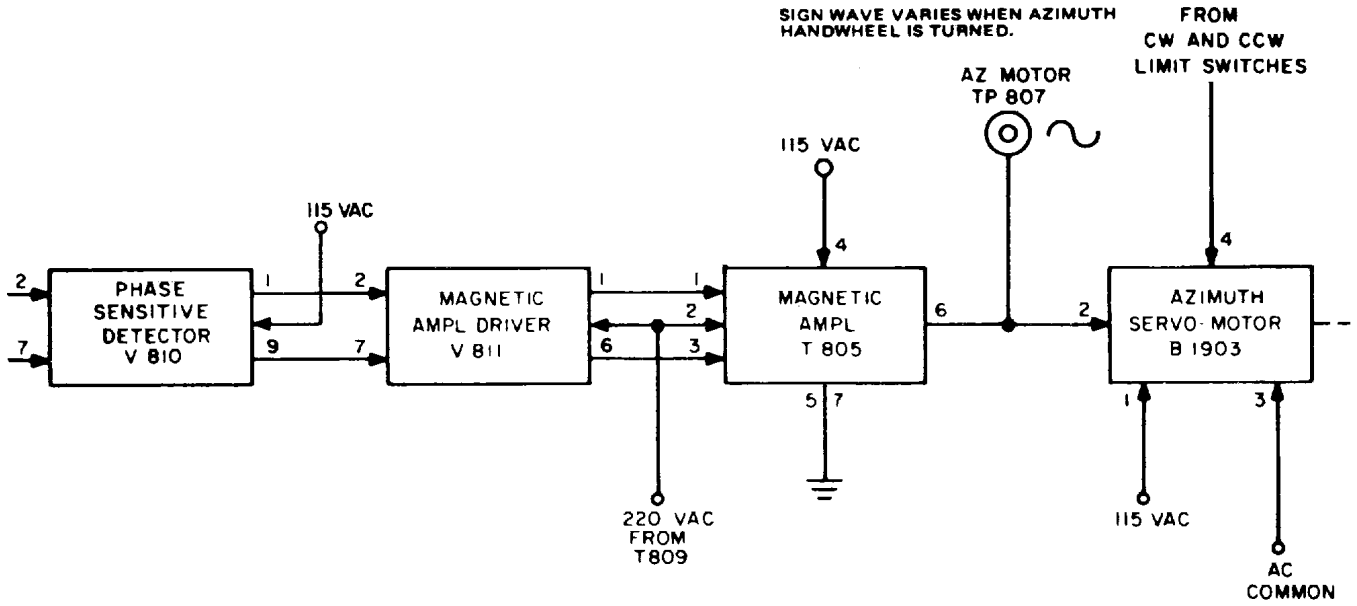 SIGN WAVE VARIES WHEN AZIMUTH
HANDWHEEL IS TURNED.
FROM
CW AND CCW
LIMIT SWITCHES
AZ MOTOR
TP 807
115 VAC
4
115 VAC
4
2
7
PHASE
SENSITIVE
DETECTOR
V 810
1
9
2
7
MAGNETIC
AMPL DRIVER
V 811
1
6
1
2
3
MAGNETIC
AMPL
T 805
6
5 7
2
AZIMUTH
SERVO-MOTOR
B 1903
1
3
220 VAC
FROM
T809
115 VAC
AC
COMMON